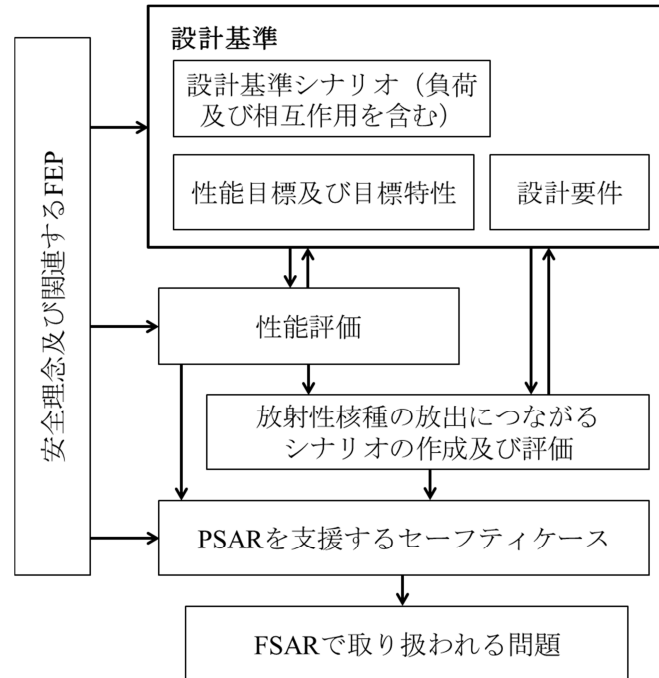 安全理念及び関連するFEP
設計基準
設計基準シナリオ（負荷
及び相互作用を含む）
性能目標及び目標特性
設計要件
性能評価
放射性核種の放出につながる
シナリオの作成及び評価
PSARを支援するセーフティケース
FSARで取り扱われる問題